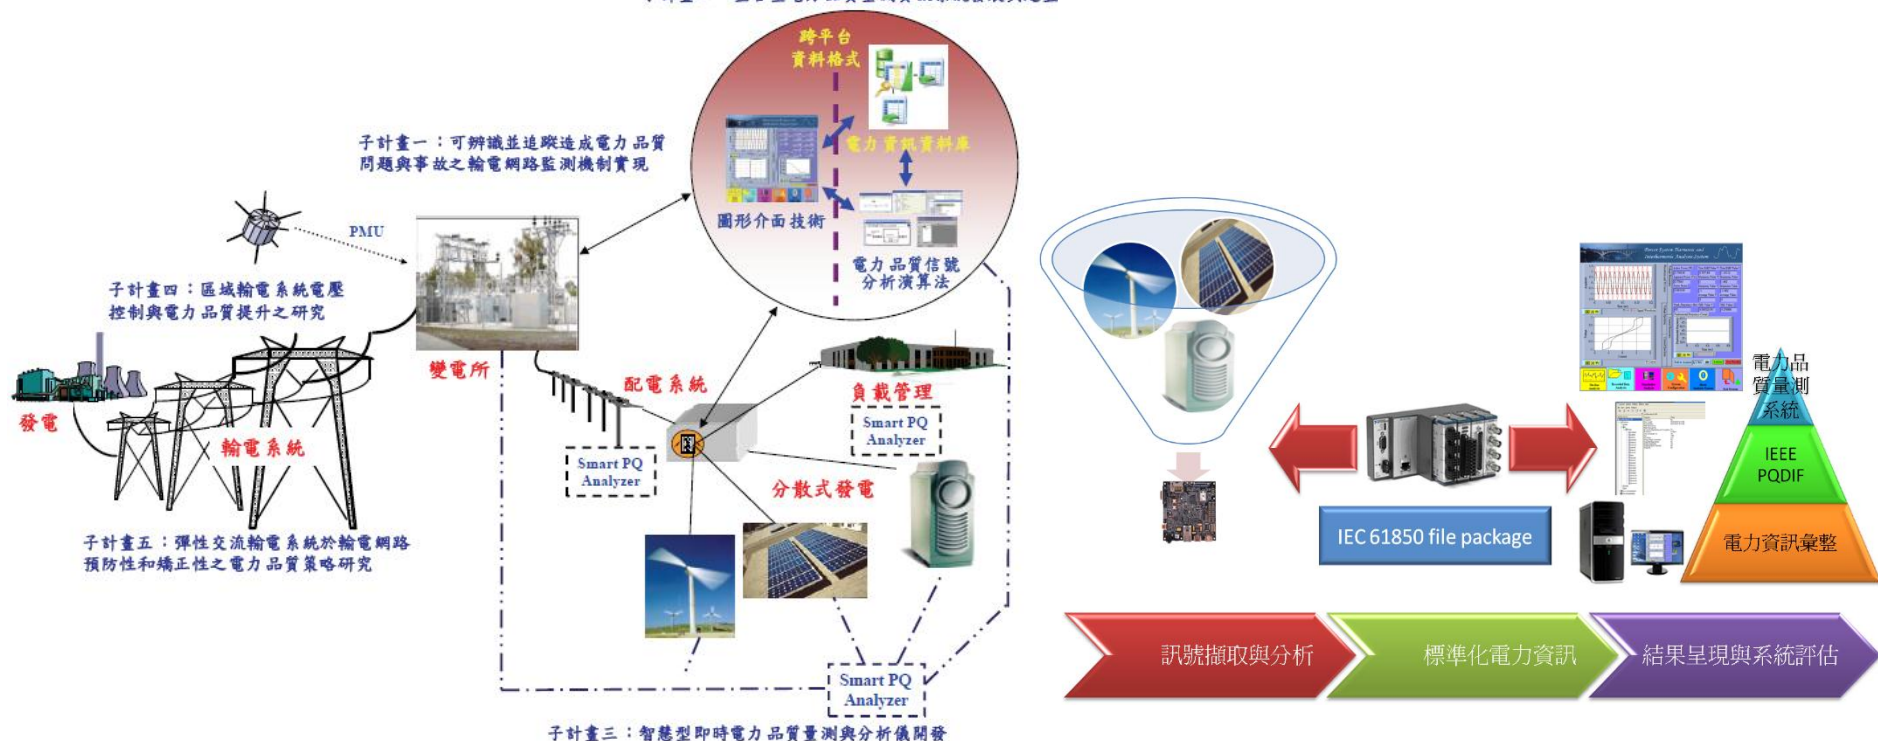 跨平台
資料格式
電力資訊資料庫
圖形介面技術
電力品質信號
分析演算法
子計畫一：可辨識並追蹤造成電力品質
問題與事故之輸電網路監測機制實現
PMU
子計畫四：區域輸電系統電壓
控制與電力品質提升之研究
變電所
發電
輸電系統
配電系統
負載管理
Smart PQ
Analyzer
Smart PQ
Analyzer
分散式發電
子計畫五：彈性交流輸電系統於輸電網路
預防性和矯正性之電力品質策略研究
Smart PQ
Analyzer
子計畫三：智慧型即時電力品質量測與分析儀開發
電力品
質量測
系統
IEEE
PQDIF
電力資訊彙整
IEC 61850 file package
訊號擷取與分析
標準化電力資訊
結果呈現與系統評估